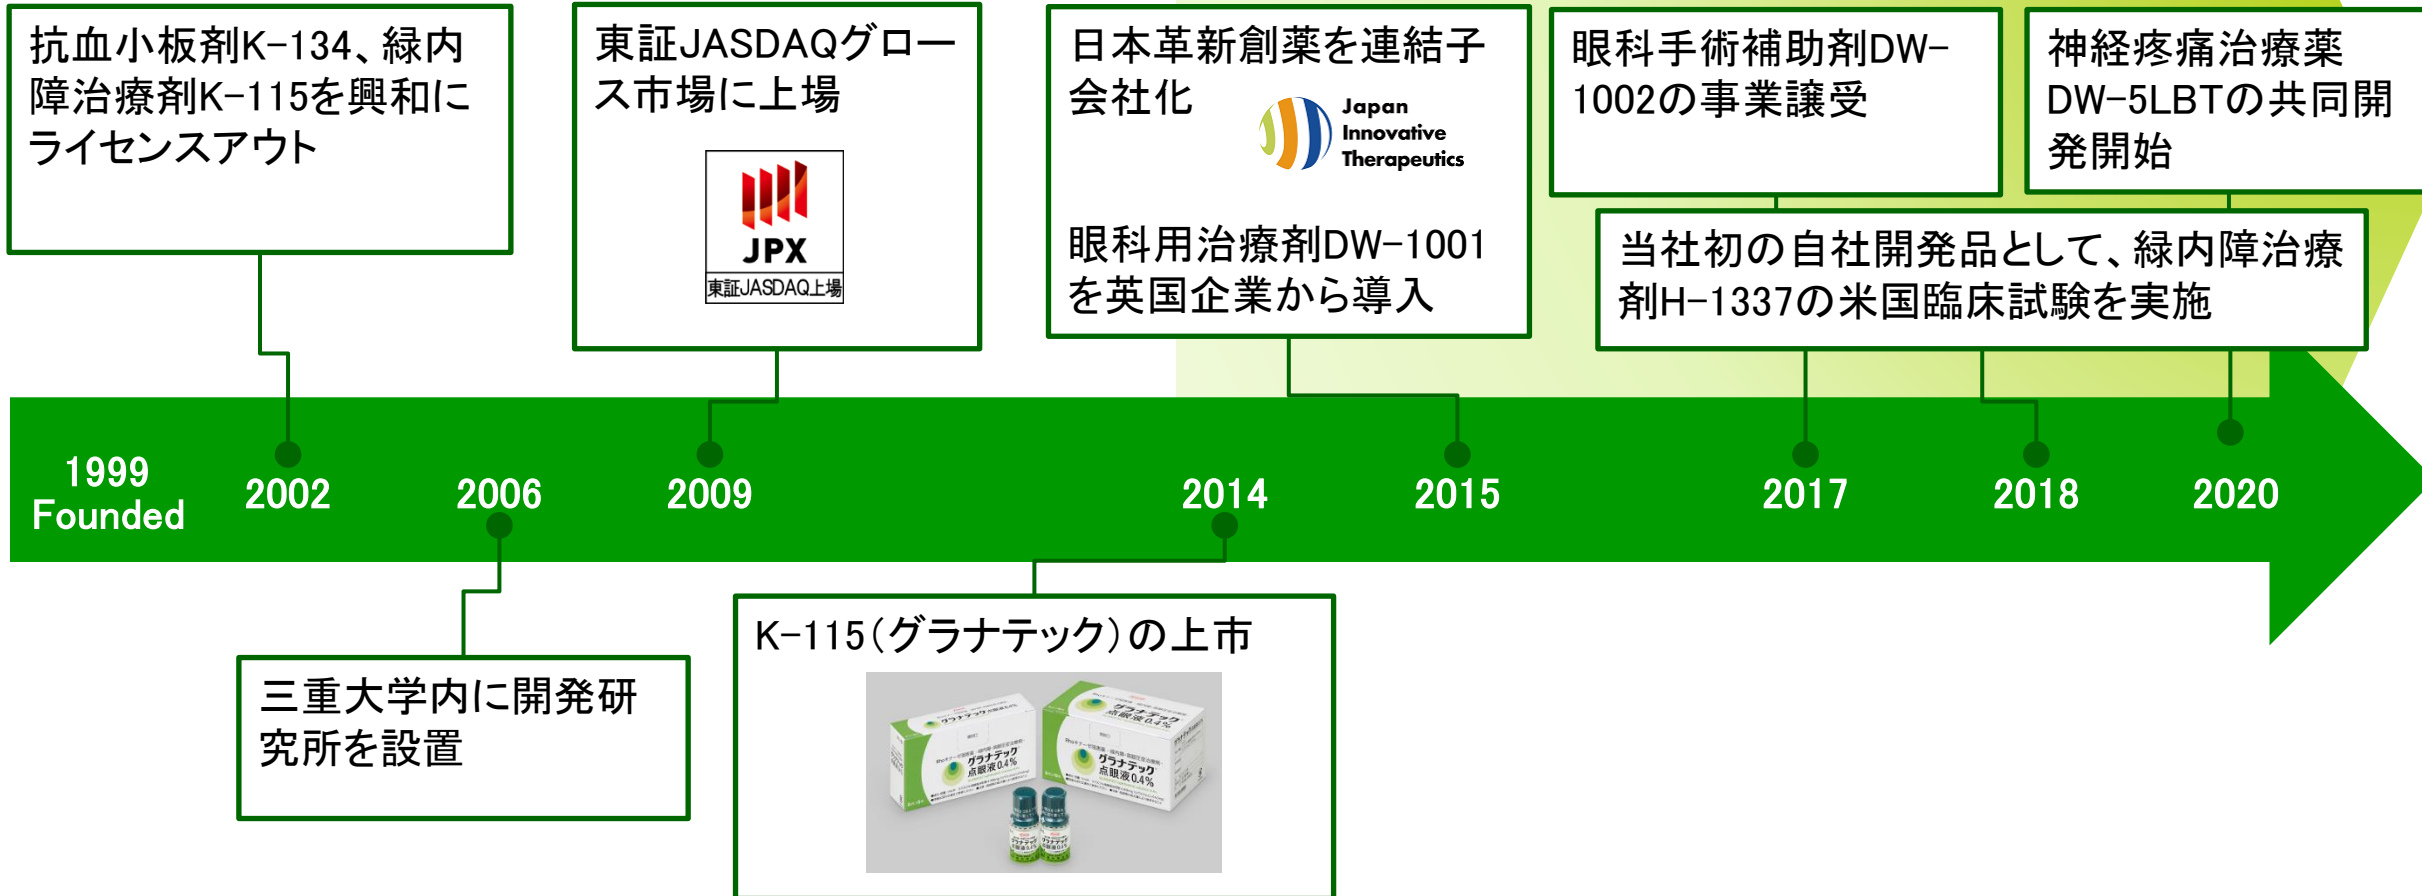 抗血小板剤K-134、緑内
障治療剤K-115を興和に
ライセンスアウト
東証JASDAQグロー
ス市場に上場
JPX
東証JASDAQ上場
日本革新創薬を連結子
会社化
Japan
Innovative
Therapeutics
眼科用治療剤DW-1001
を英国企業から導入
眼科手術補助剤DW-
1002の事業譲受
神経疼痛治療薬
DW-5LBTの共同開
発開始
当社初の自社開発品として、緑内障治療
剤H-1337の米国臨床試験を実施
1999
Founded
2002
2006
2009
2014
2015
2017
2018
2020
三重大学内に開発研
究所を設置
K-115(グラナテック)の上市
グラナテック
点眼液0.4%
グラナテック
点眼液0.4%
グラナテック
点眼液0.4%